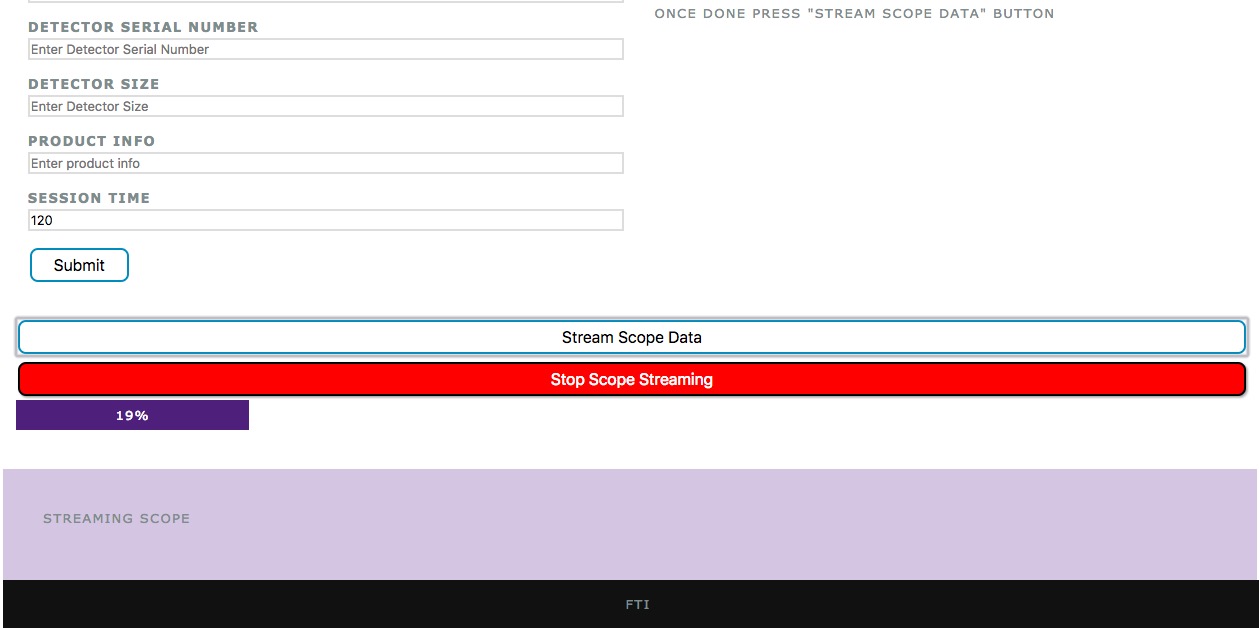 DETECTOR SERIAL NUMBER
Enter Detector Serial Number
DETECTOR SIZE
Enter Detector Size
PRODUCT INFO
Enter product info
SESSION TIME
120
Submit
ONCE DONE PRESS "STREAM SCOPE DATA" BUTTON
Stream Scope Data
Stop Scope Streaming
19%
STREAMING SCOPE
FTI